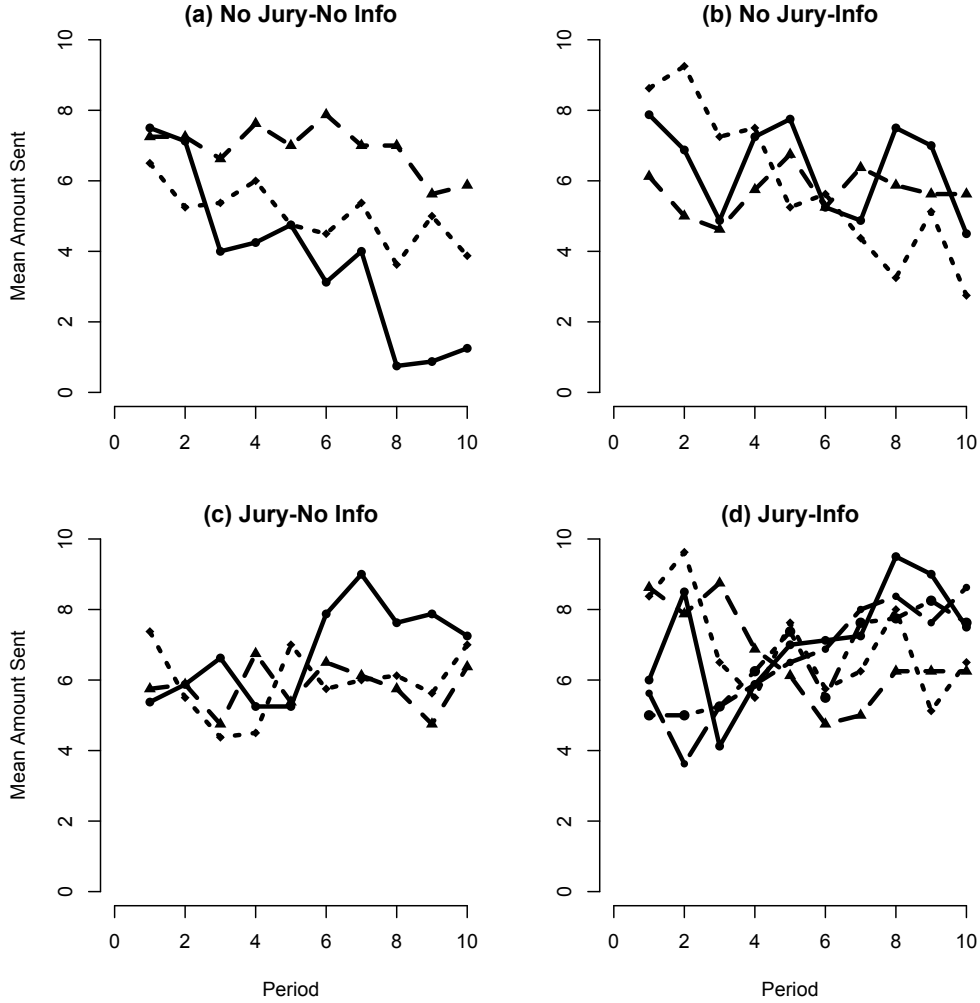 (a) No Jury-No Info
(b) No Jury-Info
Mean Amount Sent
0 2 4 6 8 10
0 2 4 6 8 10
0 2 4 6 8 10
0 2 4 6 8 10
(c) Jury-No Info
(d) Jury-Info
Mean Amount Sent
0 2 4 6 8 10
0 2 4 6 8 10
0 2 4 6 8 10
0 2 4 6 8 10
Period
Period